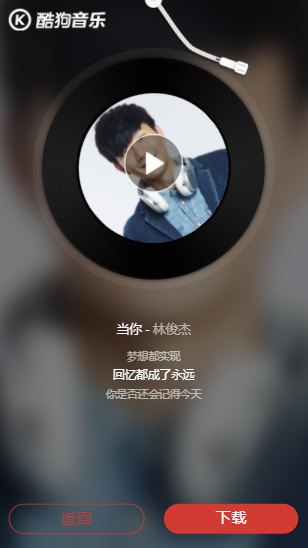 酷狗音乐
当你 - 林俊杰
梦想都实现
回忆都成了永远
你是否还会记得今天
返回
下载